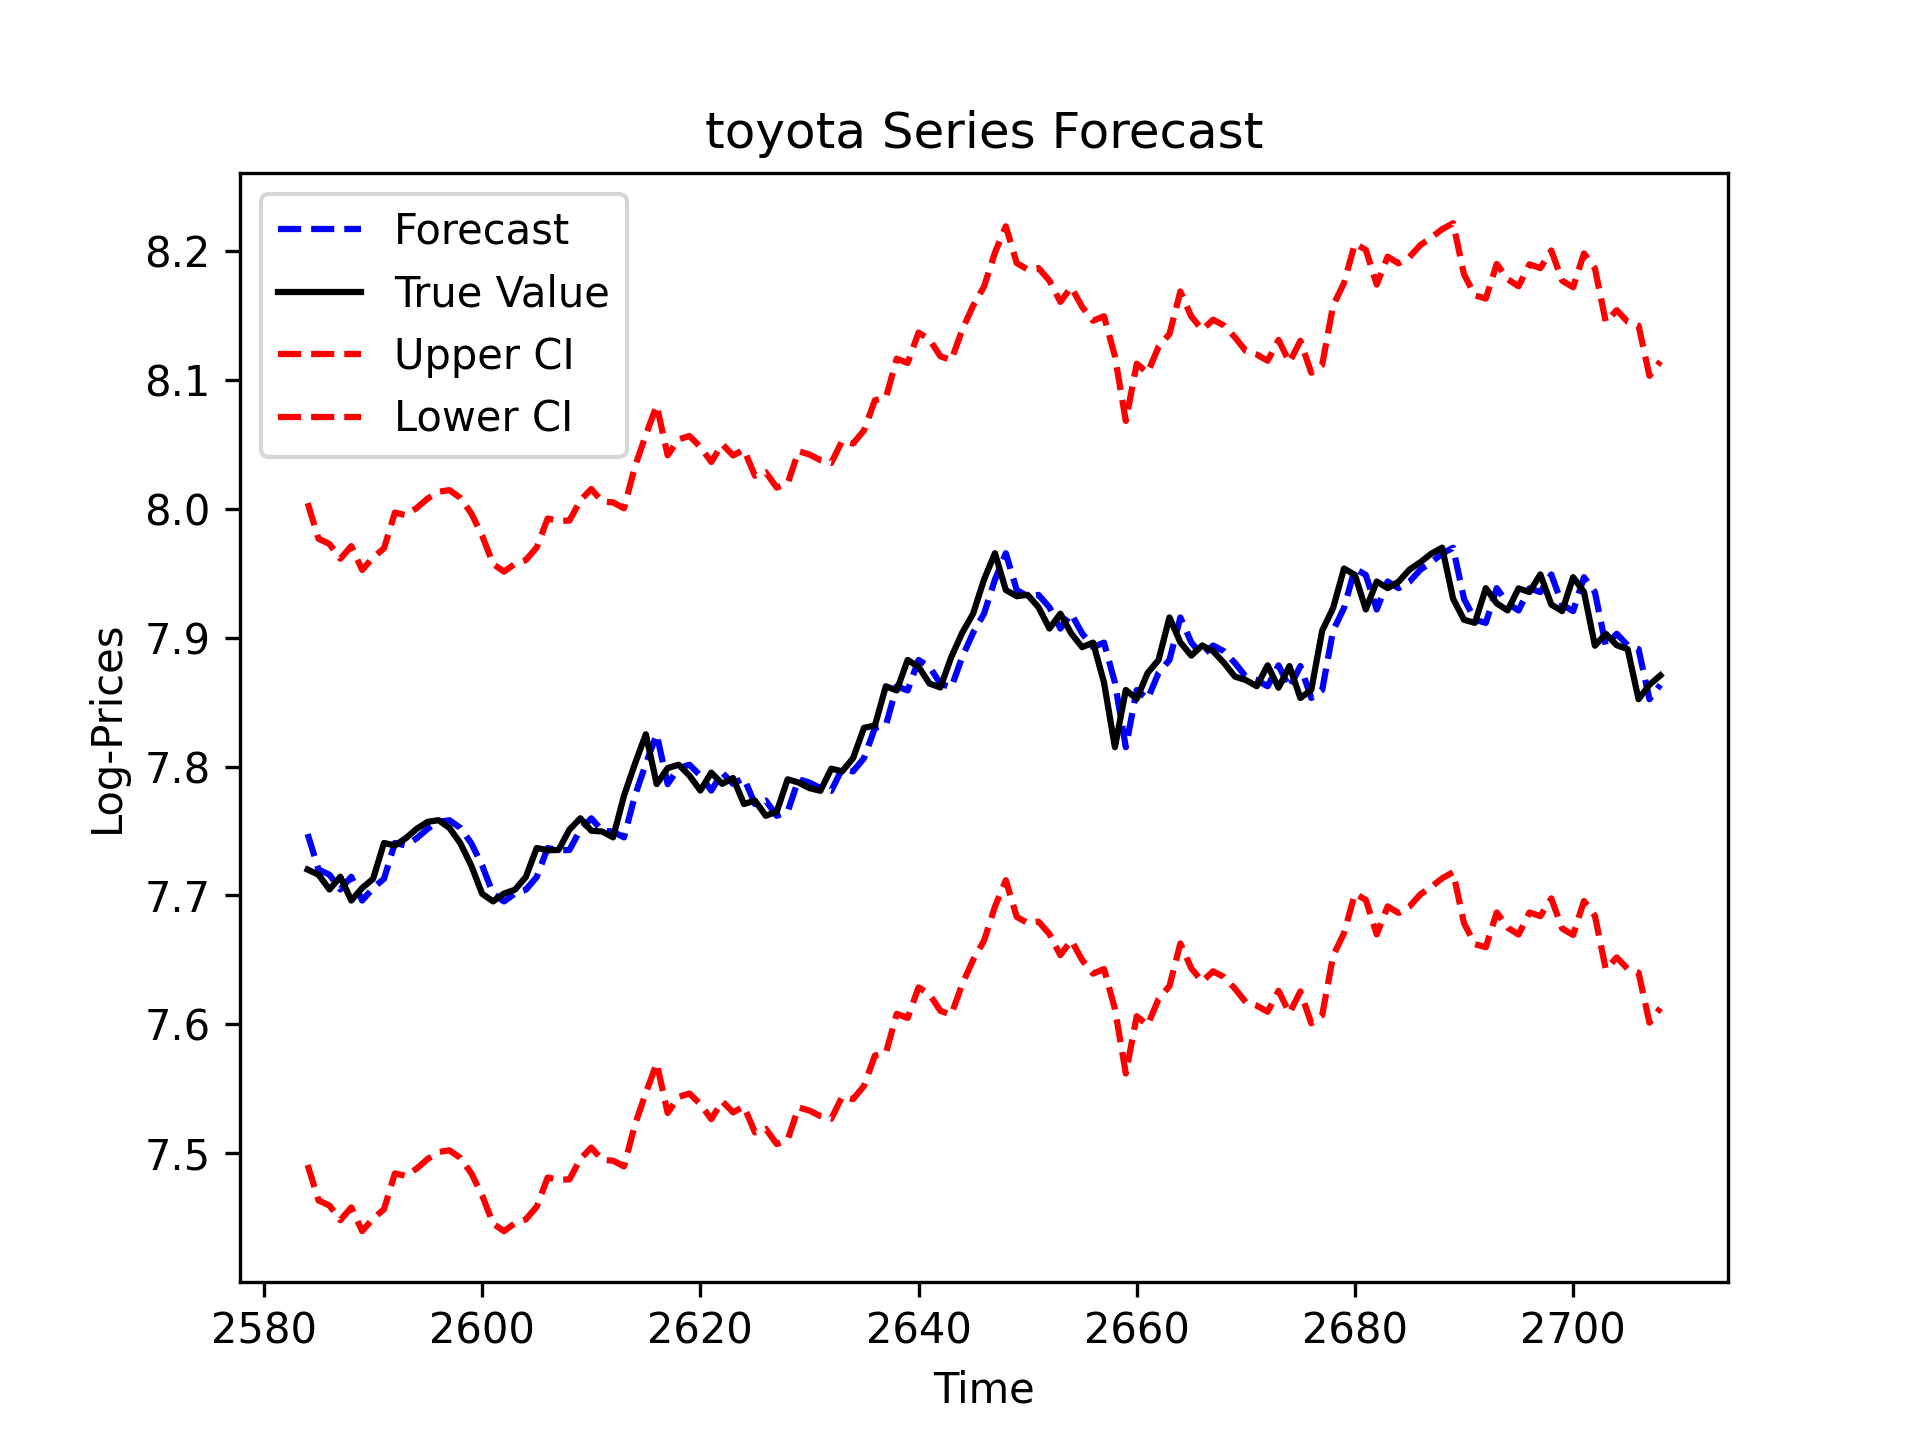 toyota Series Forecast
Forecast
True Value
Upper CI
Lower CI
8.2
8.1
8.0
7.9
7.8
7.7
7.6
7.5
Log-Prices
2580 2600 2620 2640 2660 2680 2700
Time